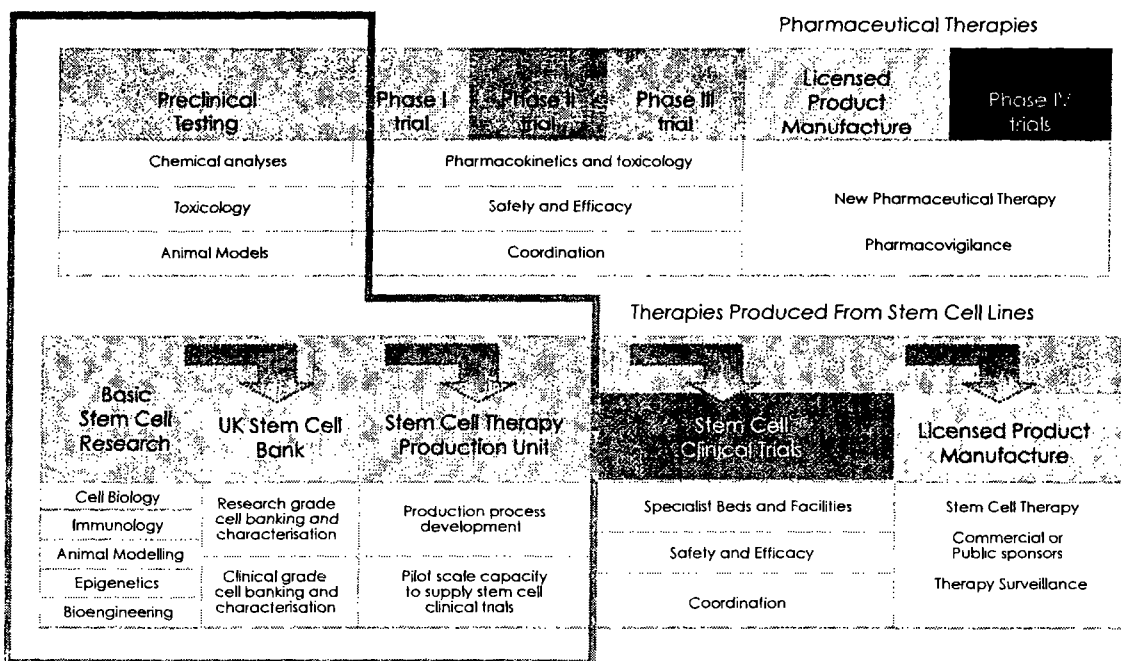 Pharmaceutical Therapies
Preclinical
Testing
Phase I
trial
Phase II
trial
Phase III
trial
Licensed
Product
Manufacture
Phase IV
trials
Chemical analyses
Pharmacokinetics and toxicology
Toxicology
Safety and Efficacy
New Pharmaceutical Therapy
Animal Models
Coordination
Pharmacovigilance
Therapies Produced From Stem Cell Lines
Basic
Stem Cell
Research
UK Stem Cell
Bank
Stem Cell Therapy
Production Unit
Stem Cell
Clinical Trials
Licensed Product
Manufacture
Cell Biology
Immunology
Animal Modelling
Epigenetics
Bioengineering
Research grade
cell banking and
characterisation
Clinical grade
cell banking and
characterisation
Production process
development
Pilot scale capacity
to supply stem cell
clinical trials
Specialist Beds and Facilities
Safety and Efficacy
Coordination
Stem Cell Therapy
Commercial or
Public sponsors
Therapy Surveillance